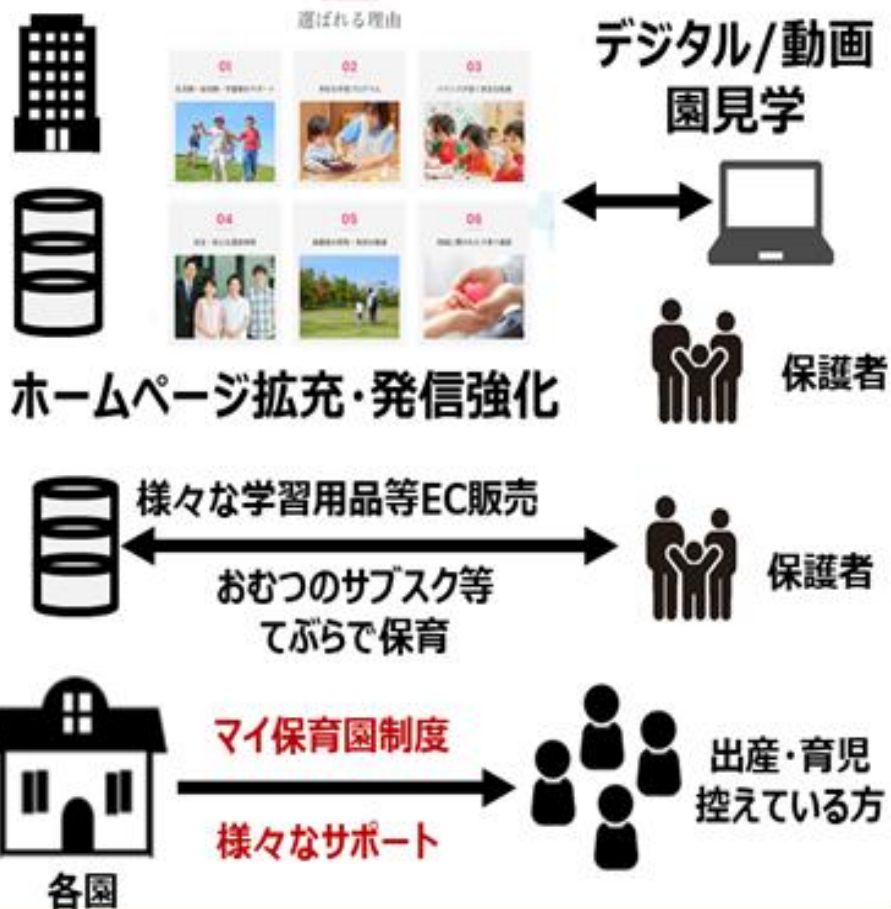 選ばれる理由
デジタル/動画
園見学
01
02
03
04
05
06
ホームページ拡充・発信強化
保護者
様々な学習用品等EC販売
おむつのサブスク等
てぶらで保育
保護者
マイ保育園制度
様々なサポート
出産・育児
控えている方
各園